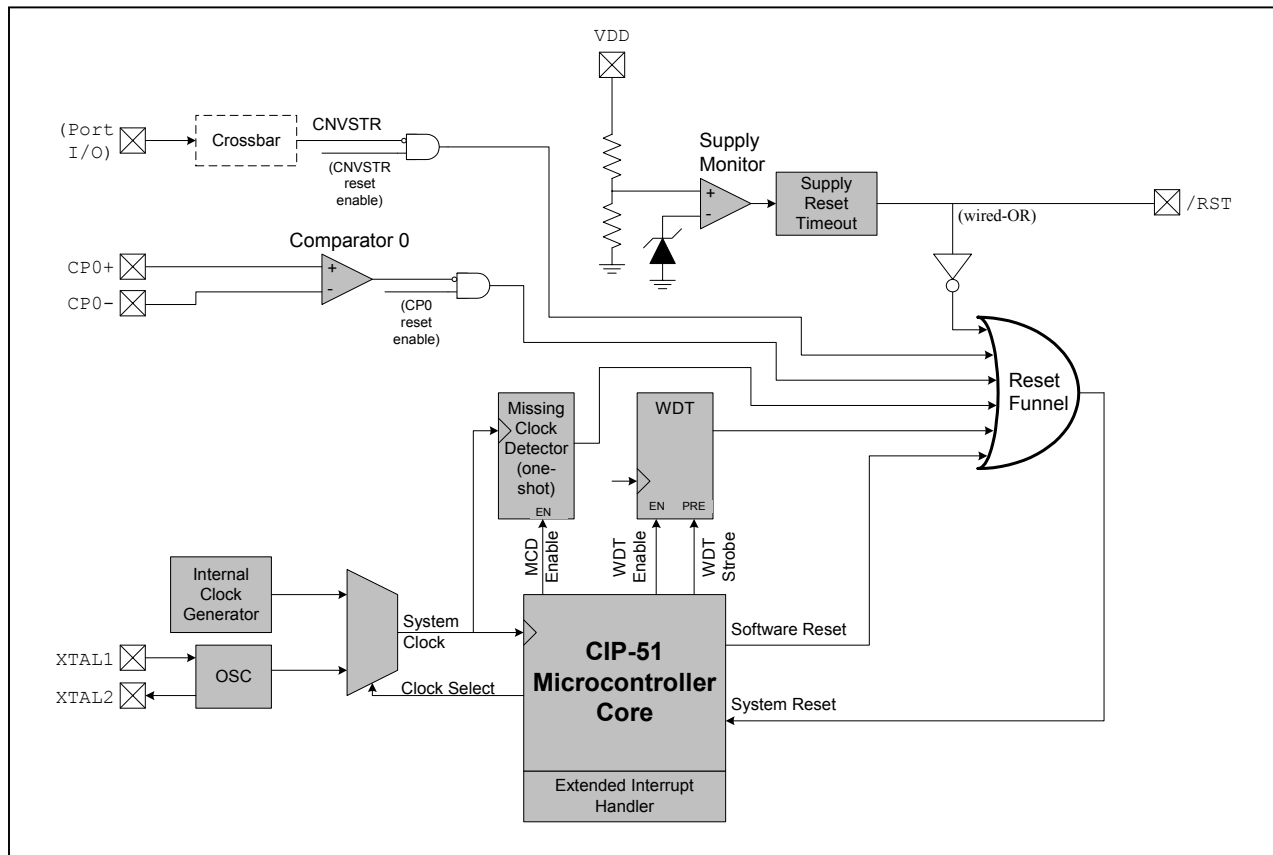 VDD
(Port
I/O)
Crossbar
CNVSTR
(CNVSTR
reset
enable)
Supply
Monitor
+
-
Supply
Reset
Timeout
(wired-OR)
/RST
Comparator 0
CP0+
CP0-
+
-
(CP0
reset
enable)
Reset
Funnel
Missing
Clock
Detector
(one-
shot)
EN
WDT
EN
PRE
MCD
Enable
WDT
Enable
WDT
Strobe
Internal
Clock
Generator
System
Clock
XTAL1
XTAL2
OSC
Clock Select
CIP-51
Microcontroller
Core
Software Reset
System Reset
Extended Interrupt
Handler